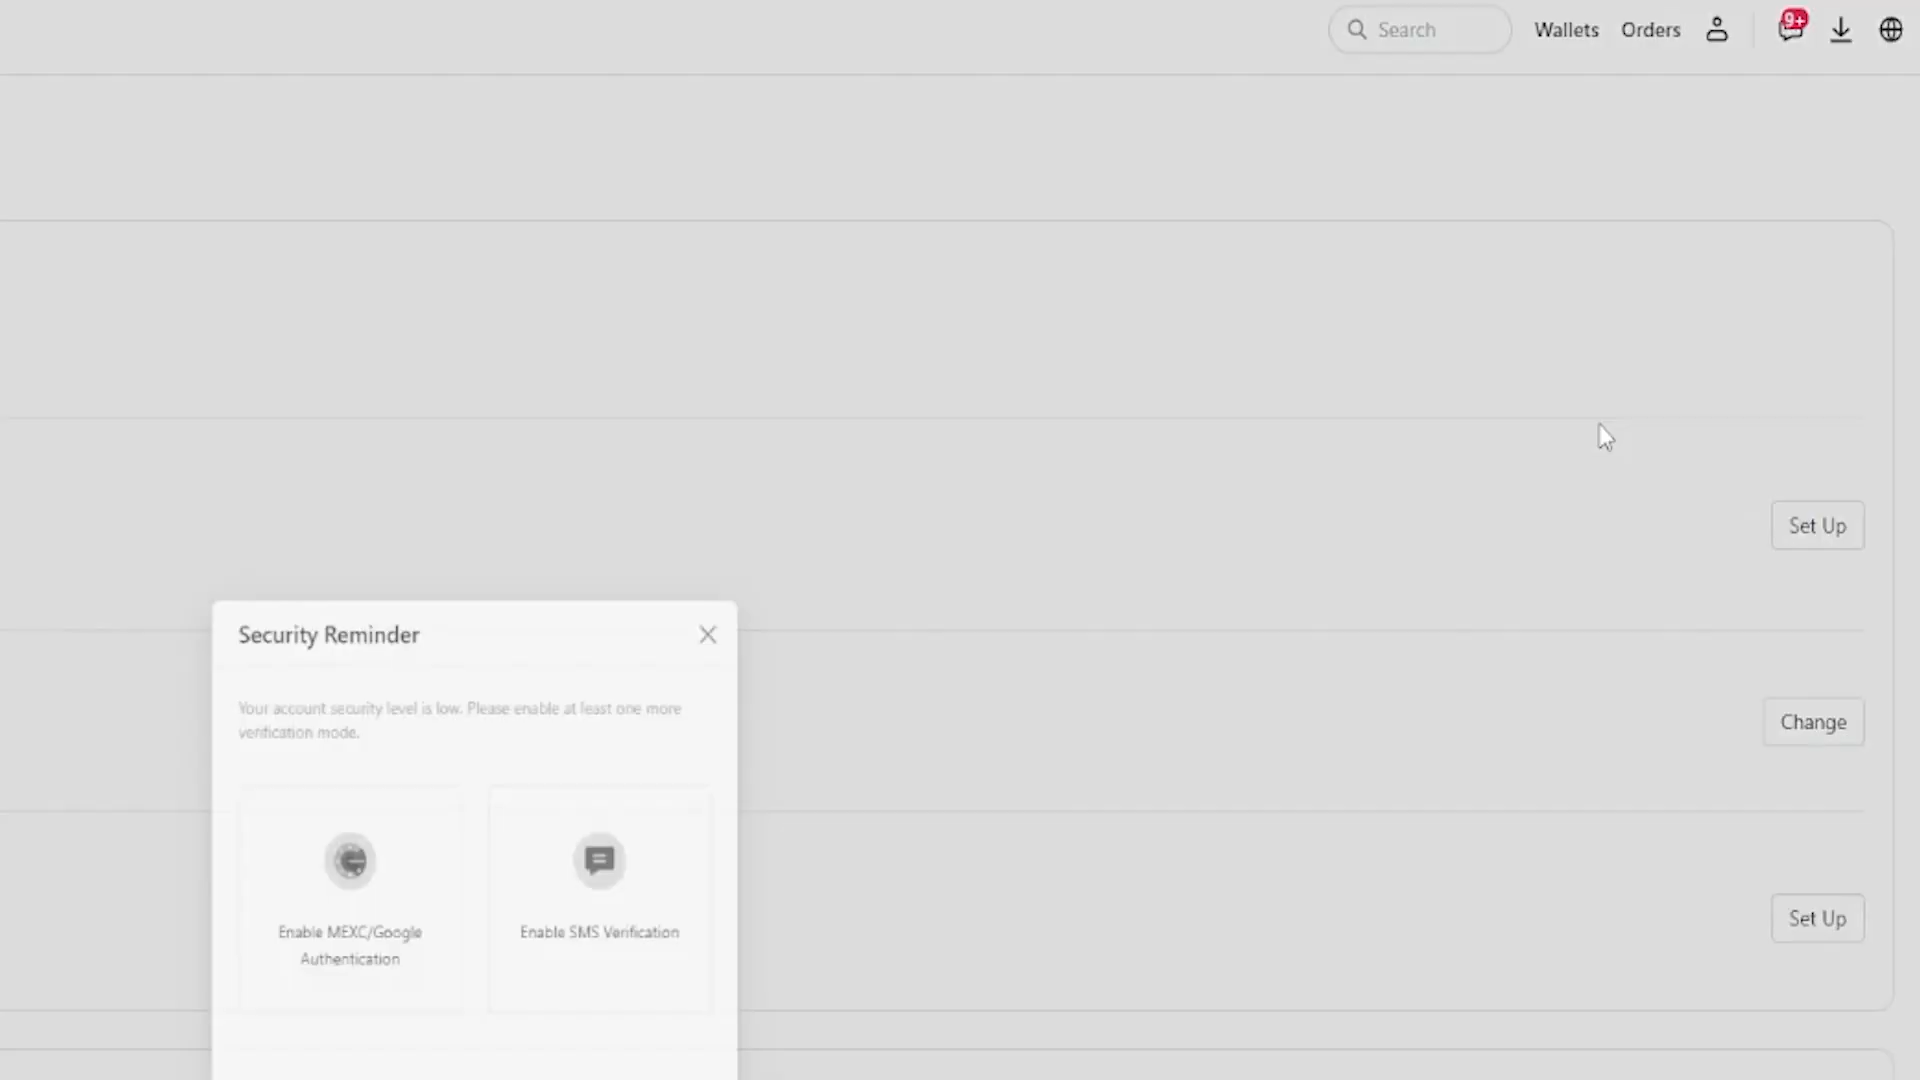 Search
Wallets
Orders
9+
Set Up
Security Reminder
Your account security level is low. Please enable at least one more
verification mode.
Change
Enable MEXC/Google
Authentication
Enable SMS Verification
Set Up